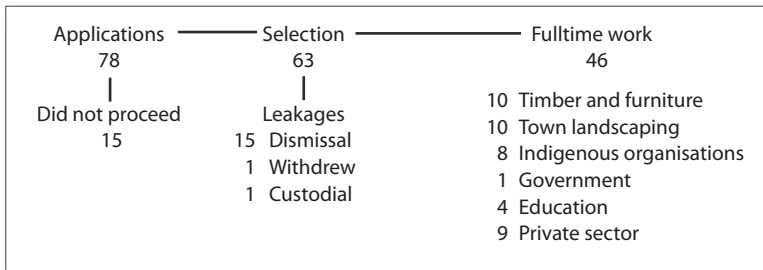 Applications Selection Fulltime work
78 63 46
Did not proceed
15
Leakages
15 Dismissal
1 Withdrew
1 Custodial
10 Timber and furniture
10 Town landscaping
8 Indigenous organisations
1 Government
4 Education
9 Private sector